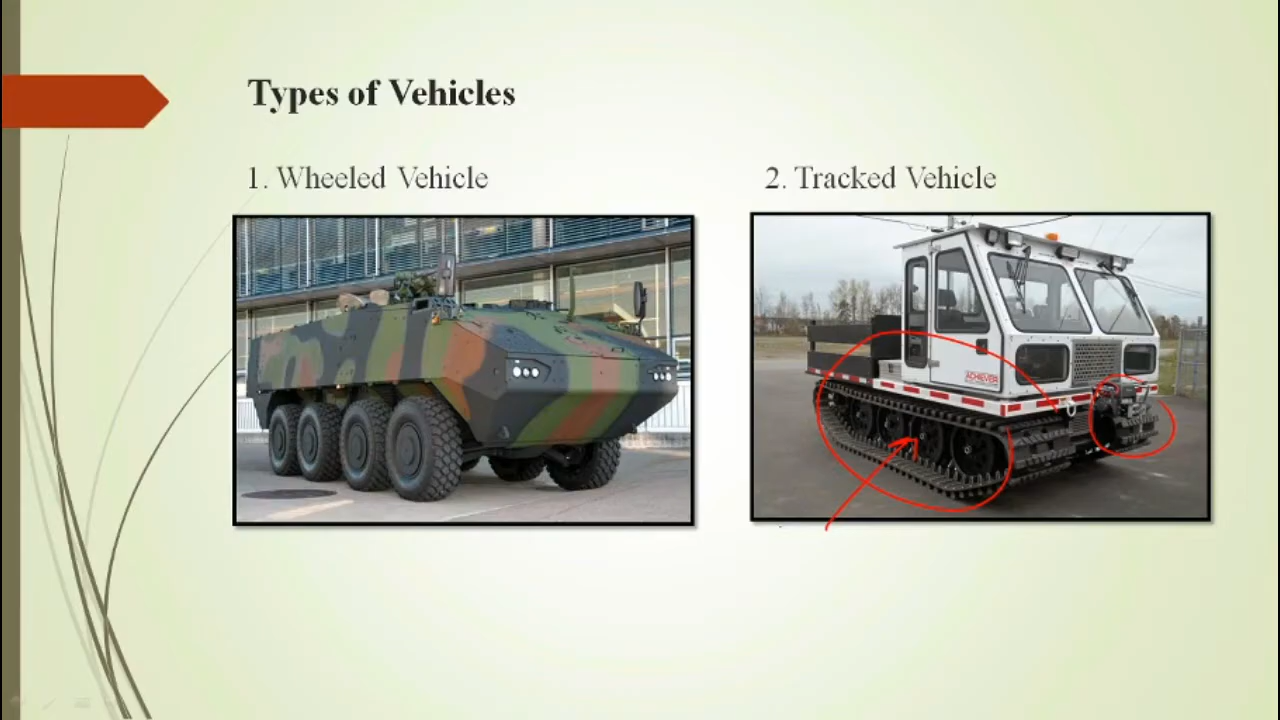 Types of Vehicles
1. Wheeled Vehicle
2. Tracked Vehicle
ACHIEVER